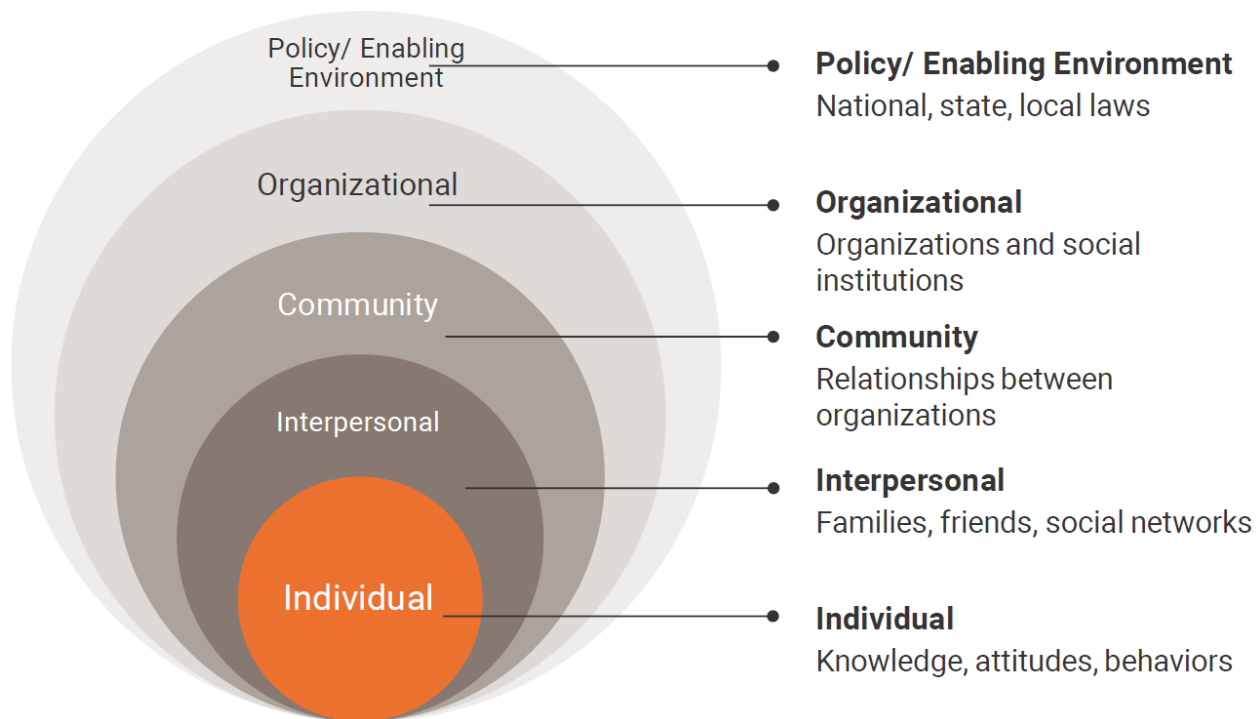 Policy/ Enabling
Environment
Organizational
Community
Interpersonal
Individual
Policy/ Enabling Environment
National, state, local laws
Organizational
Organizations and social
institutions
Community
Relationships between
organizations
Interpersonal
Families, friends, social networks
Individual
Knowledge, attitudes, behaviors